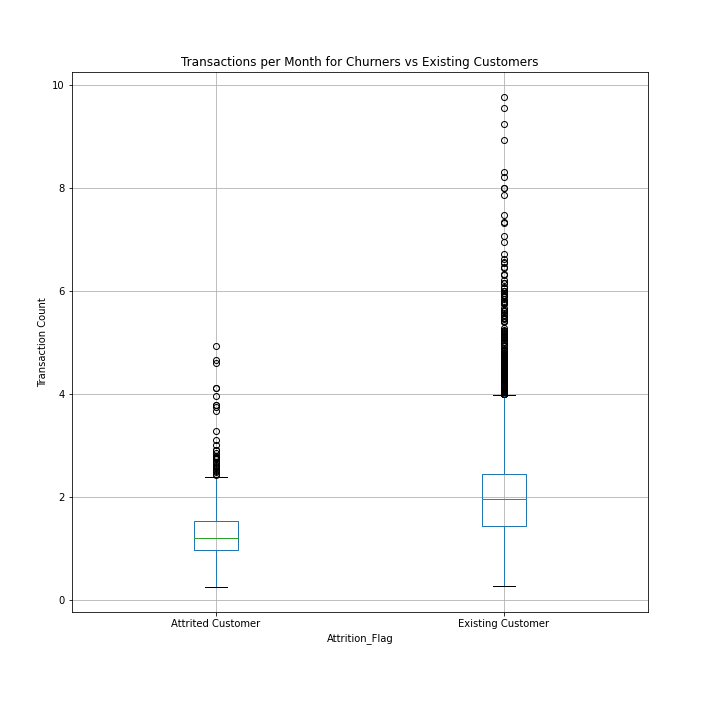 Transactions per Month for Churners vs Existing Customers
10
8
6
4
2
0
Transaction Count
Attrited Customer
Existing Customer
Attrition_Flag